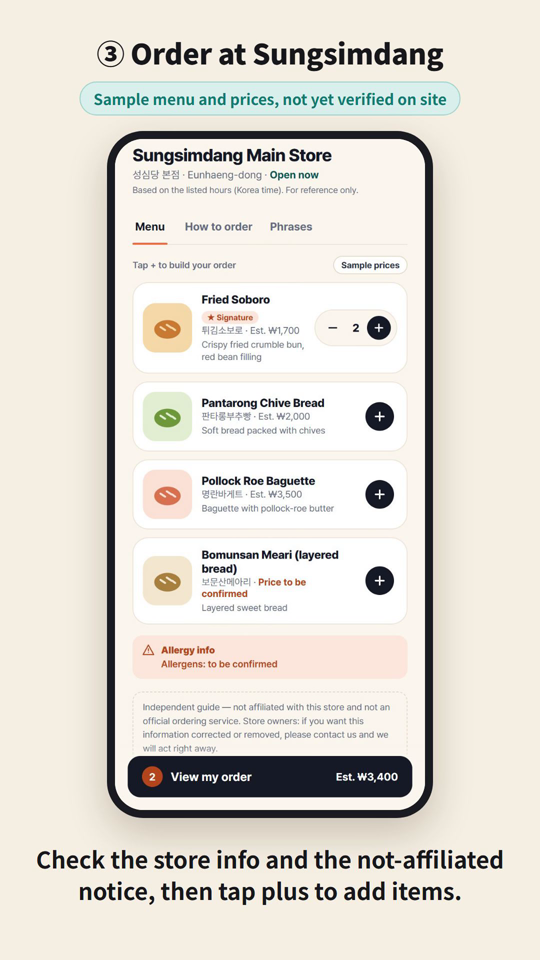 ③ Order at Sungsimdang
Sample menu and prices, not yet verified on site
Sungsimdang Main Store
성심당 본점 · Eunhaeng-dong · Open now
Based on the listed hours (Korea time). For reference only.
Menu How to order Phrases
Tap + to build your order Sample prices
Fried Soboro
★ Signature
튀김소보로 · Est. ₩1,700
Crispy fried crumble bun,
red bean filling
− 2 +
Pantarong Chive Bread
판타롱부추빵 · Est. ₩2,000
Soft bread packed with chives
+
Pollock Roe Baguette
명란바게트 · Est. ₩3,500
Baguette with pollock-roe butter
+
Bomunsan Meari (layered
bread)
보문산메아리 · Price to be
confirmed
Layered sweet bread
+
Allergy info
Allergens: to be confirmed
Independent guide — not affiliated with this store and not an
official ordering service. Store owners: if you want this
information corrected or removed, please contact us and we
will act right away.
2 View my order Est. ₩3,400
Check the store info and the not-affiliated
notice, then tap plus to add items.